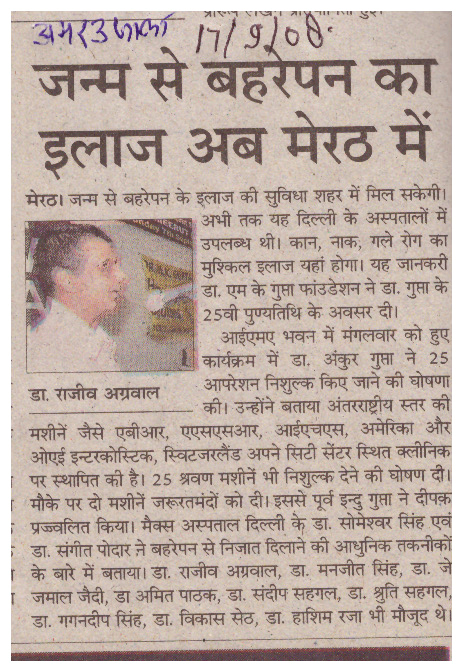 अमर उजाला 17/9/08.
जन्म से बहरेपन का
इलाज अब मेरठ में
मेरठ। जन्म से बहरेपन के इलाज की सुविधा शहर में मिल सकेगी।
अभी तक यह दिल्ली के अस्पतालों में
उपलब्ध थी। कान, नाक, गले रोग का
मुश्किल इलाज यहां होगा। यह जानकरी
डा. एम के गुप्ता फांउडेशन ने डा. गुप्ता के
25वी पुण्यतिथि के अवसर दी।
आईएमए भवन में मंगलवार को हुए
कार्यक्रम में डा. अंकुर गुप्ता ने 25
आपरेशन निशुल्क किए जाने की घोषणा
की। उन्होंने बताया अंतरराष्ट्रीय स्तर की
डा. राजीव अग्रवाल
मशीनें जैसे एबीआर, एएसएसआर, आईएचएस, अमेरिका और
ओएई इन्टरकोस्टिक, स्विटजरलैंड अपने सिटी सेंटर स्थित क्लीनिक
पर स्थापित की है। 25 श्रवण मशीनें भी निशुल्क देने की घोषण दी।
मौके पर दो मशीनें जरूरतमंदों को दी। इससे पूर्व इन्दु गुप्ता ने दीपक
प्रज्वलित किया। मैक्स अस्पताल दिल्ली के डा. सोमेश्वर सिंह एवं
डा. संगीत पोदार ने बहरेपन से निजात दिलाने की आधुनिक तकनीकों
के बारे में बताया। डा. राजीव अग्रवाल, डा. मनजीत सिंह, डा. जे
जमाल जैदी, डा अमित पाठक, डा. संदीप सहगल, डा. श्रुति सहगल,
डा. गगनदीप सिंह, डा. विकास सेठ, डा. हाशिम रजा भी मौजूद थे।